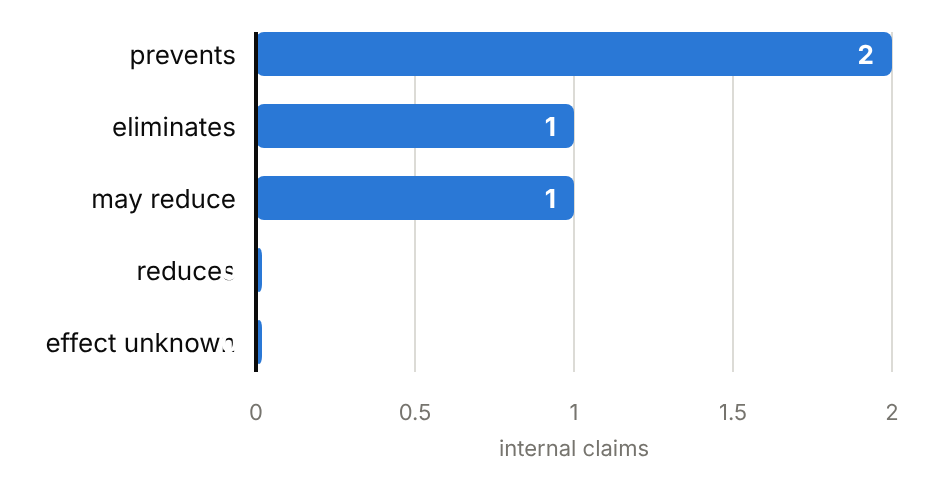 prevents 2
eliminates 1
may reduce 1
reduces
effect unknown
0 0.5 1 1.5 2
internal claims